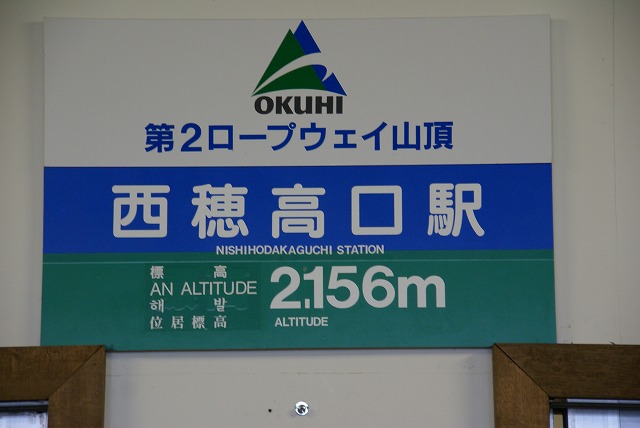 OKUHI
第2ロープウェイ山頂
西穂高口駅
NISHIHODAKAGUCHI STATION
標高
AN ALTITUDE
해발
位居標高
2,156m
ALTITUDE